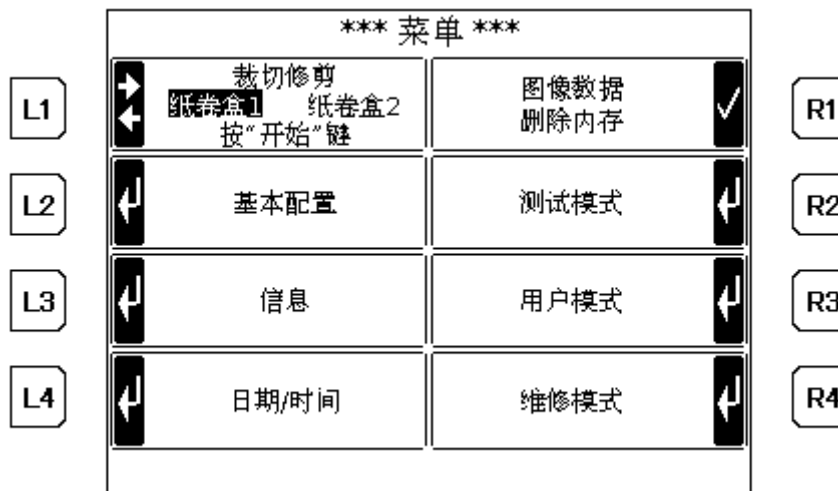 *** 菜单 ***
L1
裁切修剪
纸卷盒1 纸卷盒2
按“开始”键
图像数据
删除内存
R1
L2
基本配置
测试模式
R2
L3
信息
用户模式
R3
L4
日期/时间
维修模式
R4